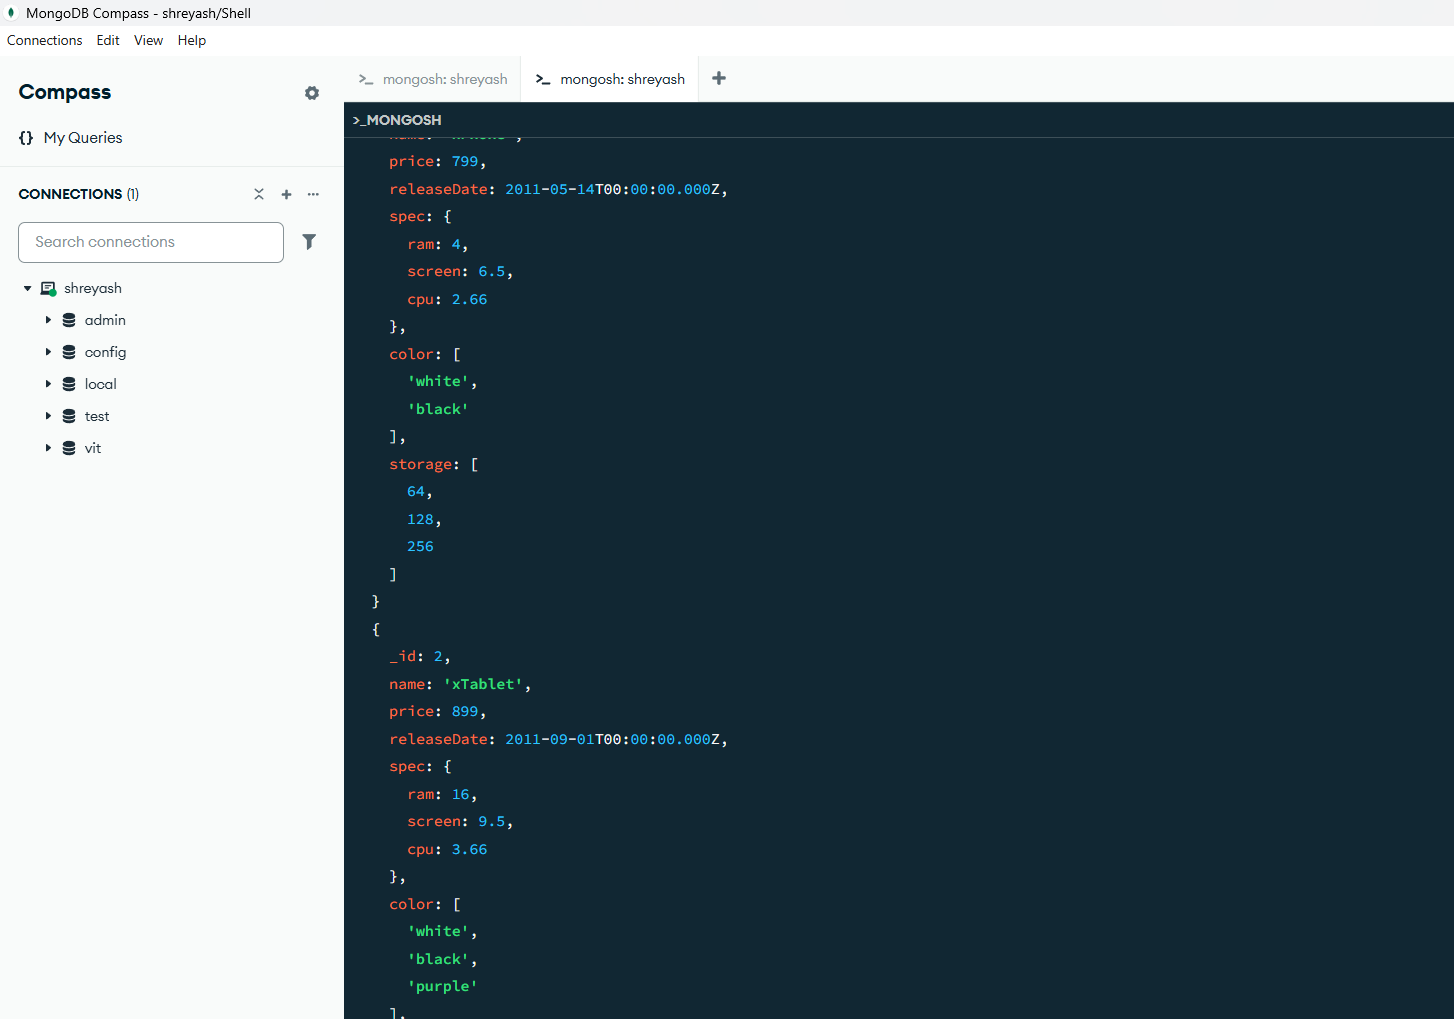 MongoDB Compass - shreyash/Shell
Connections Edit View Help
Compass
My Queries
CONNECTIONS (1)
Search connections
shreyash
admin
config
local
test
vit
mongosh: shreyash
mongosh: shreyash
>_MONGOSH
price: 799,
releaseDate: 2011-05-14T00:00:00.000Z,
spec: {
ram: 4,
screen: 6.5,
cpu: 2.66
},
color: [
'white',
'black'
],
storage: [
64,
128,
256
]
}
{
_id: 2,
name: 'xTablet',
price: 899,
releaseDate: 2011-09-01T00:00:00.000Z,
spec: {
ram: 16,
screen: 9.5,
cpu: 3.66
},
color: [
'white',
'black',
'purple'
],